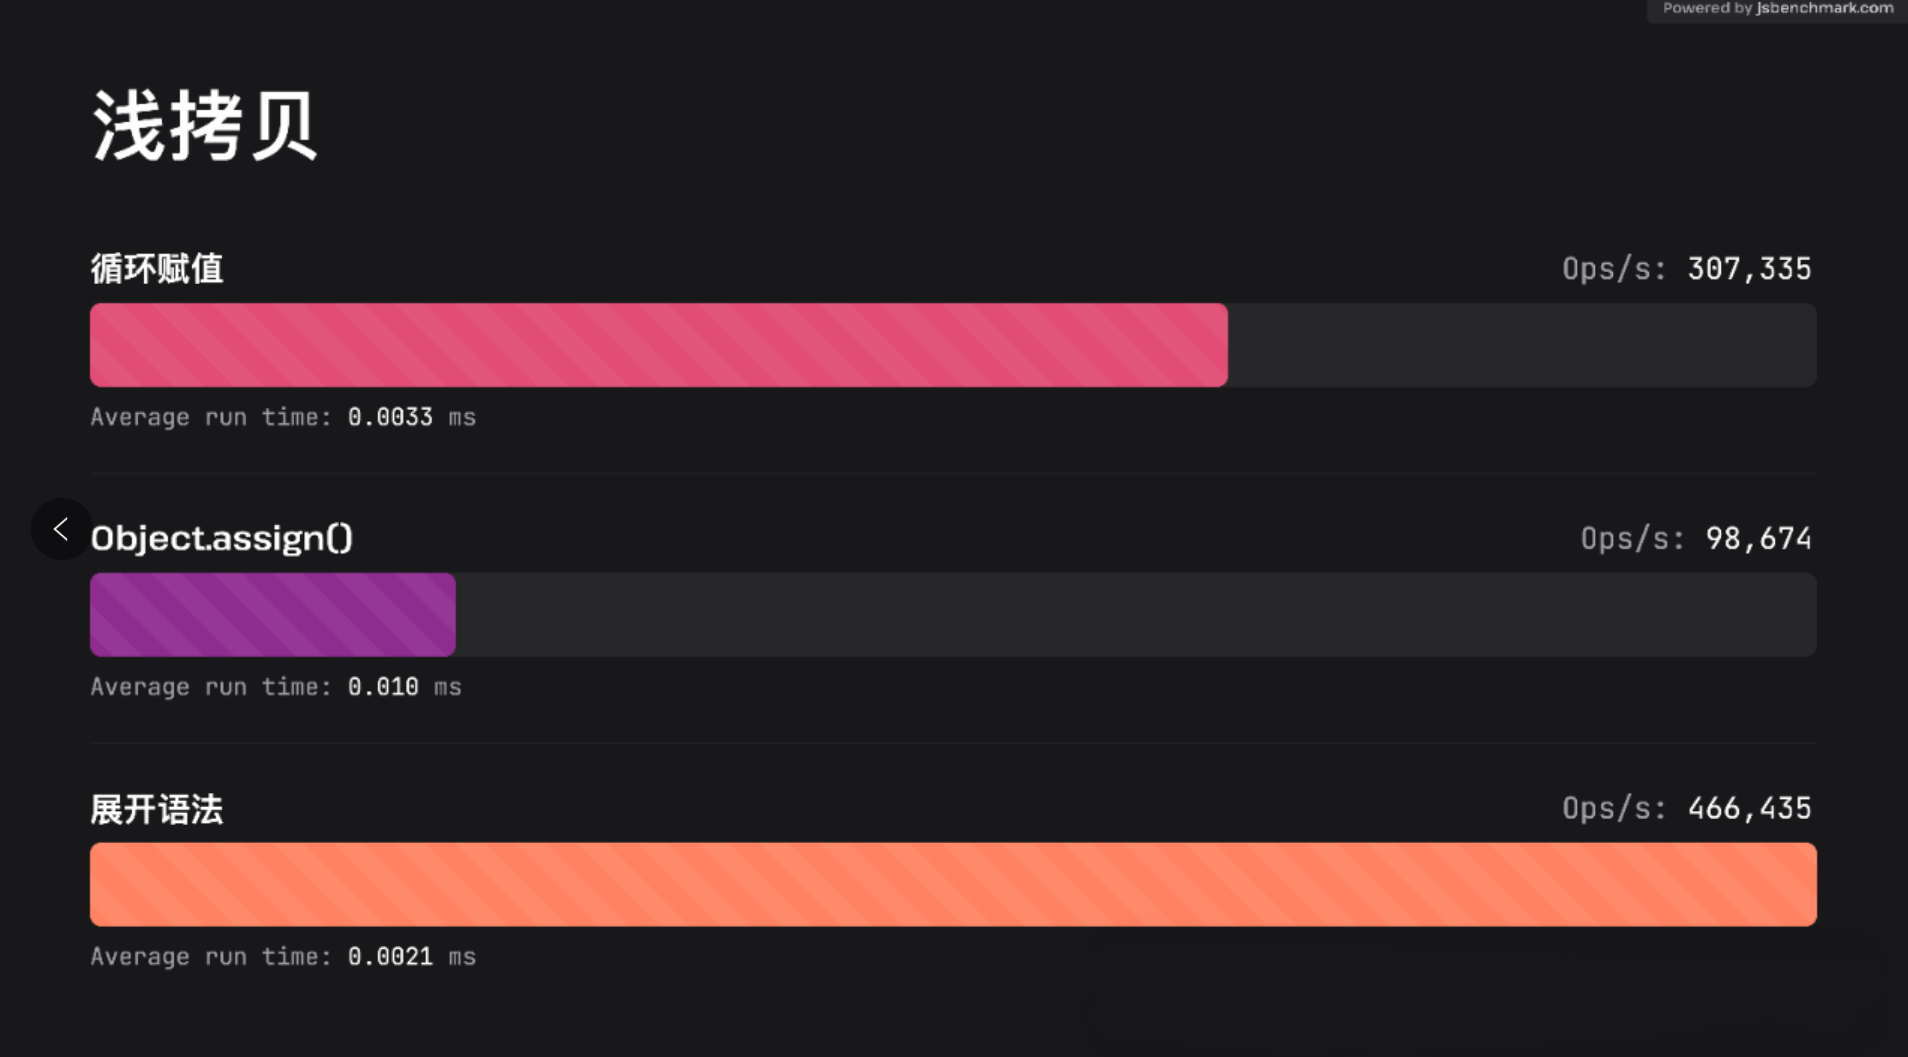 Powered by jsbenchmark.com
浅拷贝
循环赋值
Ops/s: 307,335
Average run time: 0.0033 ms
Object.assign()
Ops/s: 98,674
Average run time: 0.010 ms
展开语法
Ops/s: 466,435
Average run time: 0.0021 ms